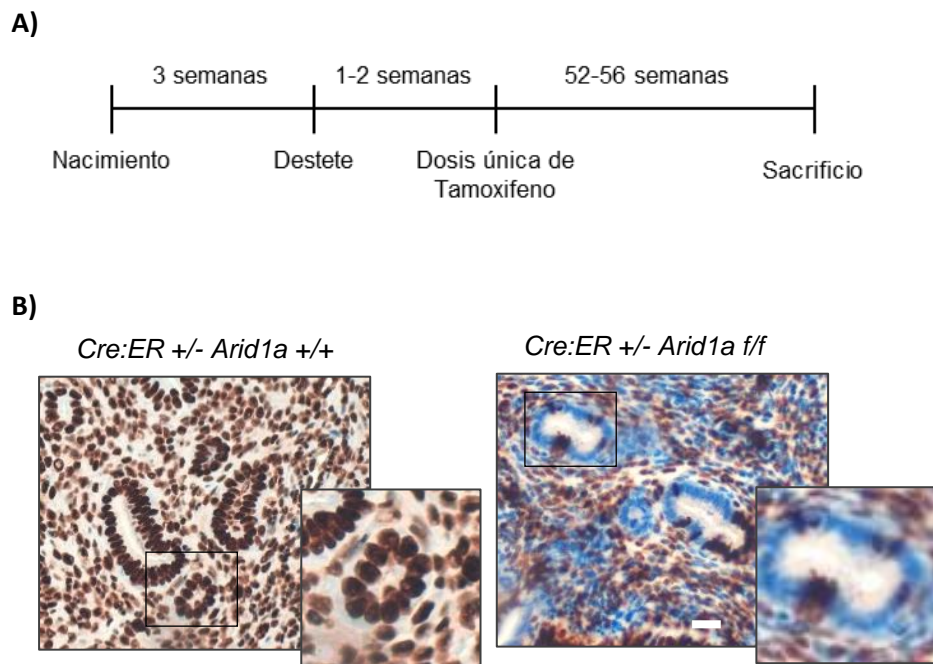 A)
3 semanas 1-2 semanas 52-56 semanas
Nacimiento Destete Dosis única de
Tamoxifeno Sacrificio
B)
Cre:ER +/- Arid1a +/+ Cre:ER +/- Arid1a f/f